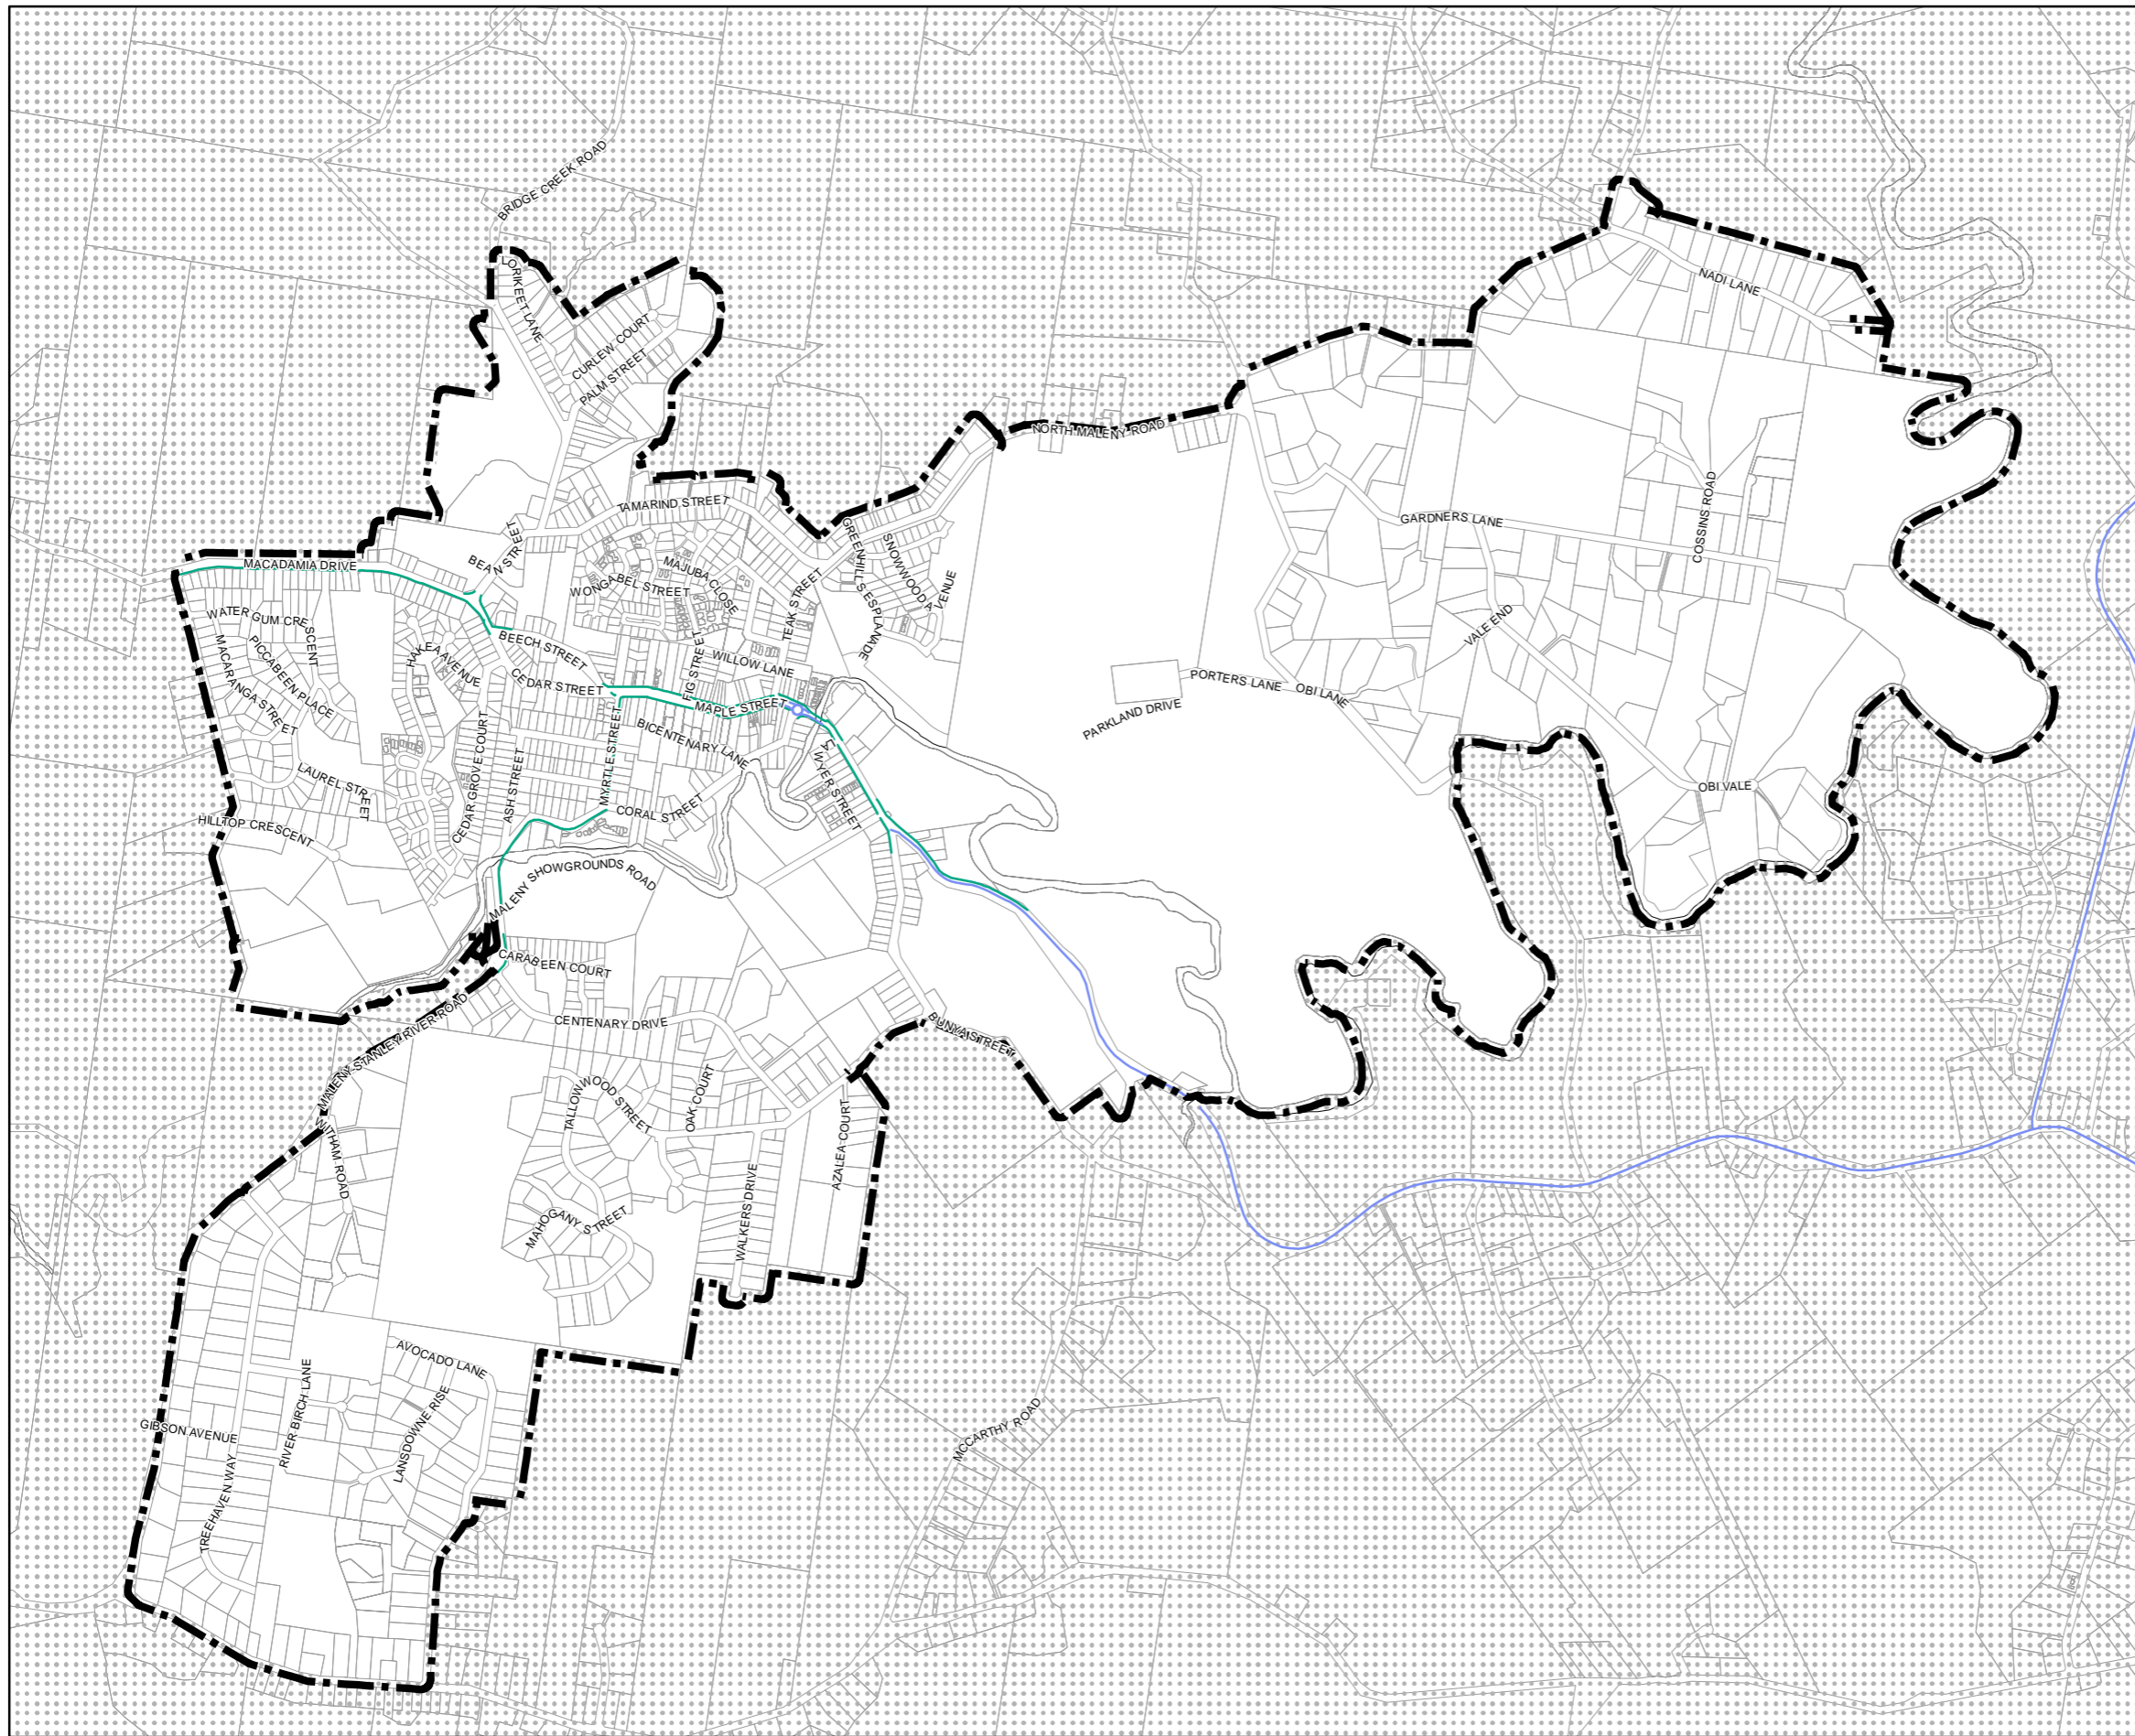 BRIDGE CREEK ROAD
LORIKEET LANE
NADI LANE
CURLEW COURT
PALM STREET
NORTH MALENY ROAD
TAMARIND STREET
GARDNERS LANE
COSSINS ROAD
BEAN STREET
MACADAMIA DRIVE
MAJUBA CLOSE
WONGABEL STREET
TEAK STREET
GREENHILLS ESPLANADE
SNOWWOOD AVENUE
WATER GUM CRESCENT
MACARANGA STREET
PICCABEEN PLACE
HAKEA AVENUE
BEECH STREET
CEDAR STREET
FIG STREET
WILLOW LANE
VALE END
PORTERS LANE
OBI LANE
PARKLAND DRIVE
MAPLE STREET
BICENTENARY LANE
MYRTLE STREET
LAWYER STREET
CEDAR GROVE COURT
ASH STREET
LAUREL STREET
OBI VALE
HILLTOP CRESCENT
CORAL STREET
MALENY SHOWGROUNDS ROAD
CARABEEN COURT
CENTENARY DRIVE
BUNYA STREET
MALENY-STANLEY RIVER ROAD
WITHAM ROAD
TALLOWWOOD STREET
OAK COURT
AZALEA COURT
WALKERS DRIVE
MAHOGANY STREET
AVOCADO LANE
RIVER BIRCH LANE
LANSDOWNE RISE
GIBSON AVENUE
TREEHAVEN WAY
MCCARTHY ROAD